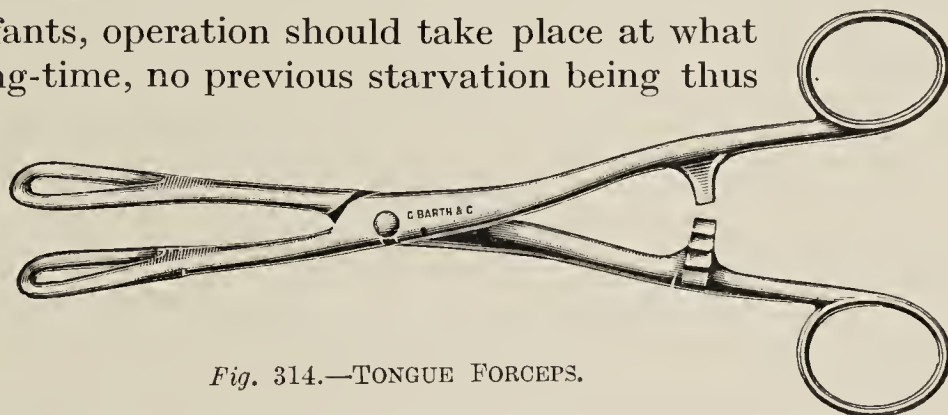 fants, operation should take place at what
ng-time, no previous starvation being thus
C BARTH & C
Fig. 314.—TONGUE FORCEPS.